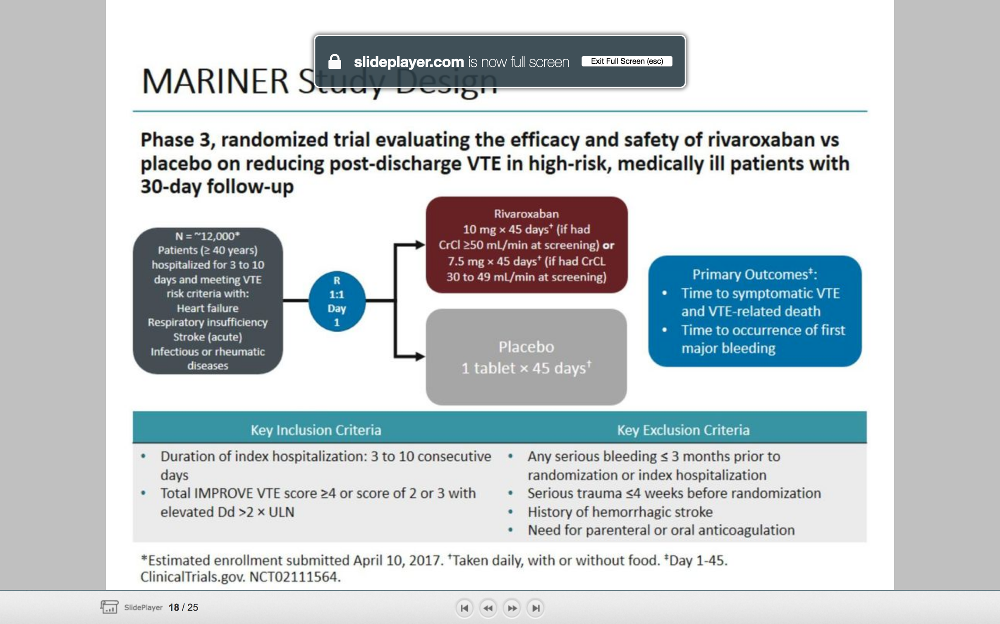 slideplayer.com is now full screen
Exit Full Screen (esc)
MARINER Study Design
Phase 3, randomized trial evaluating the efficacy and safety of rivaroxaban vs
placebo on reducing post-discharge VTE in high-risk, medically ill patients with
30-day follow-up
N = ~12,000*
Patients (≥ 40 years)
hospitalized for 3 to 10
days and meeting VTE
risk criteria with:
Heart failure
Respiratory insufficiency
Stroke (acute)
Infectious or rheumatic
diseases
R
1:1
Day
1
Rivaroxaban
10 mg × 45 days† (if had
CrCl ≥50 mL/min at screening) or
7.5 mg × 45 days† (if had CrCL
30 to 49 mL/min at screening)
Placebo
1 tablet × 45 days†
Primary Outcomes‡:
• Time to symptomatic VTE
and VTE-related death
• Time to occurrence of first
major bleeding
Key Inclusion Criteria
• Duration of index hospitalization: 3 to 10 consecutive
days
• Total IMPROVE VTE score ≥4 or score of 2 or 3 with
elevated Dd >2 × ULN
Key Exclusion Criteria
• Any serious bleeding ≤ 3 months prior to
randomization or index hospitalization
• Serious trauma ≤4 weeks before randomization
• History of hemorrhagic stroke
• Need for parenteral or oral anticoagulation
*Estimated enrollment submitted April 10, 2017. †Taken daily, with or without food. ‡Day 1-45.
ClinicalTrials.gov. NCT02111564.
SlidePlayer 18 / 25